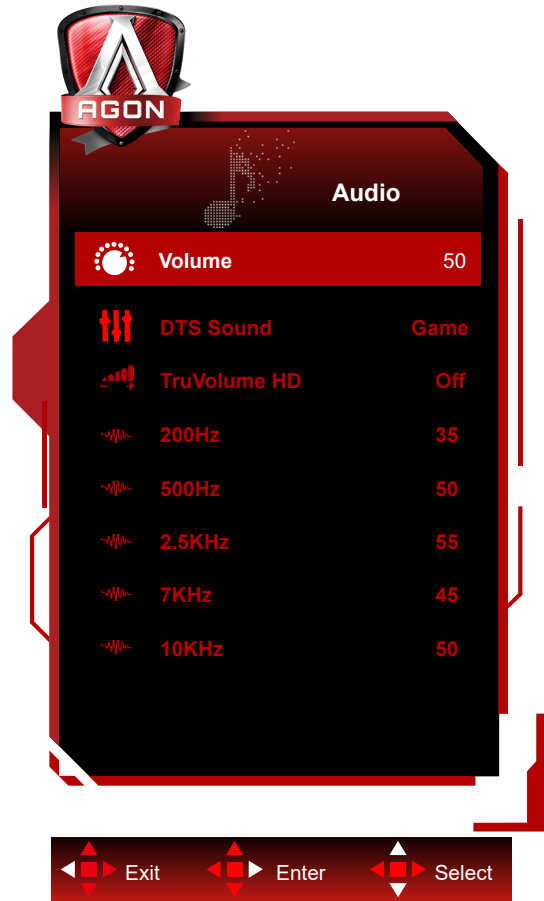 AGON
Audio
Volume 50
DTS Sound Game
TruVolume HD Off
200Hz 35
500Hz 50
2.5KHz 55
7KHz 45
10KHz 50
Exit Enter Select